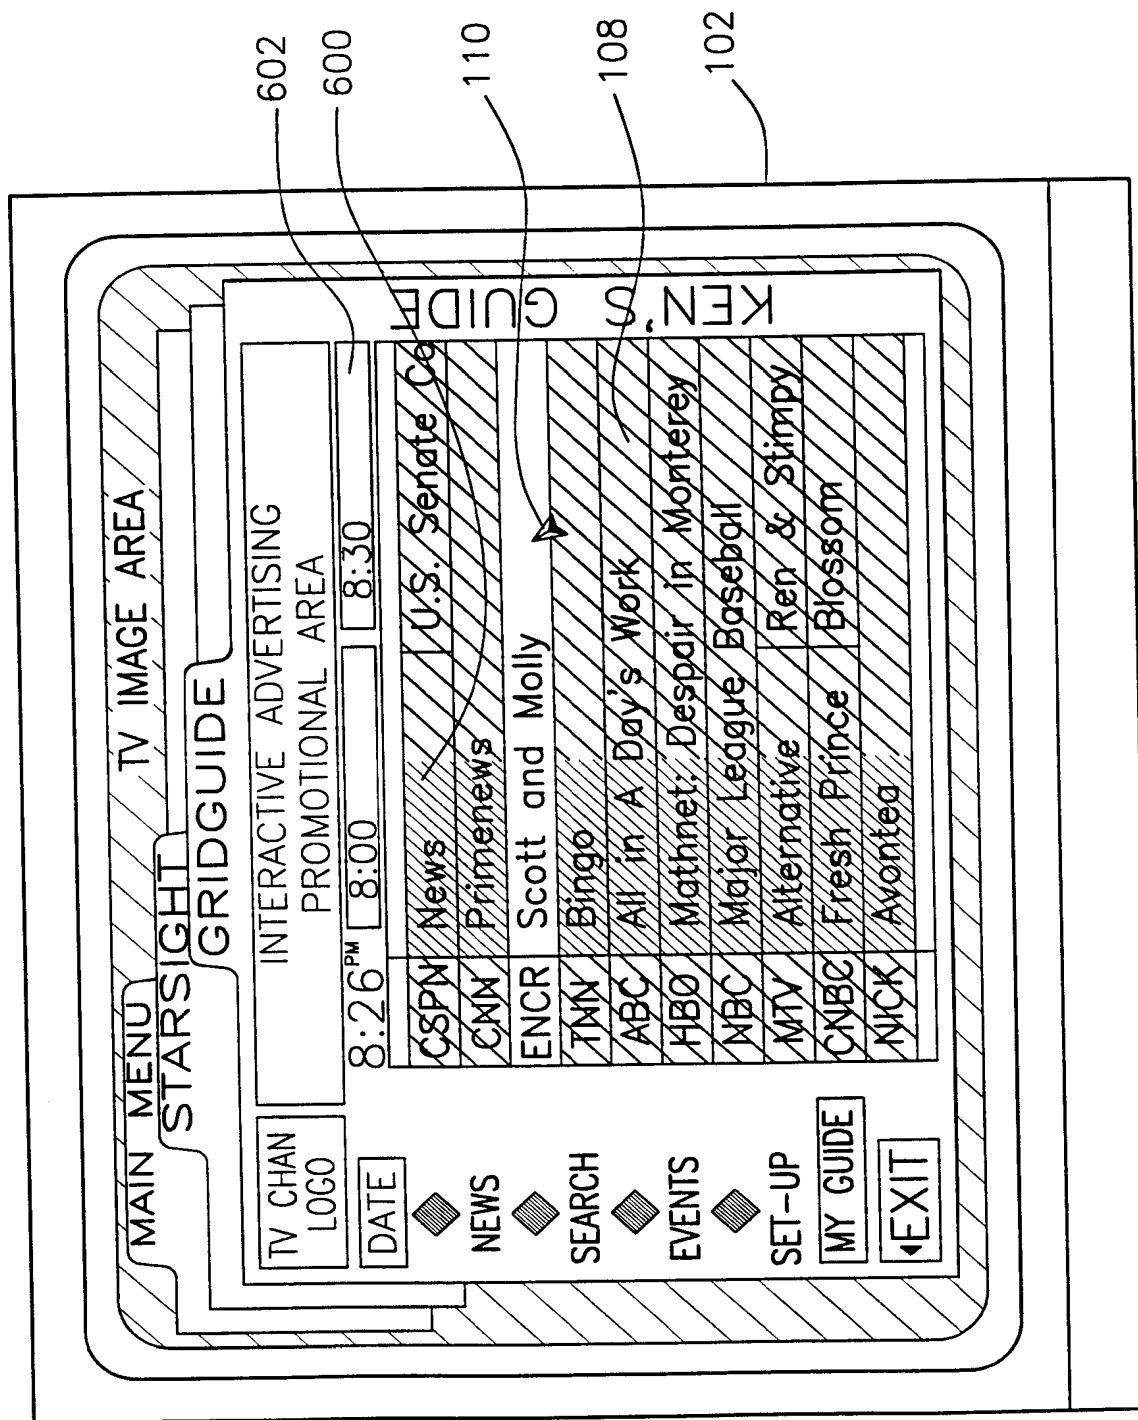 TV IMAGE AREA
MAIN MENU
STARSIGHT
GRIDGUIDE
TV CHAN
LOGO
INTERACTIVE ADVERTISING
PROMOTIONAL AREA
DATE
8:26PM 8:00 8:30
NEWS
SEARCH
EVENTS
SET-UP
MY GUIDE
◂EXIT
CSPN News U.S. Senate Co
CNN Primenews
ENCR Scott and Molly
TNN Bingo
ABC All in A Day's Work
HBO Mathnet: Despair in Monterey
NBC Major League Baseball
MTV Alternative Ren & Stimpy
CNBC Fresh Prince Blossom
NICK Avontea
KEN'S GUIDE
602
600
110
108
102